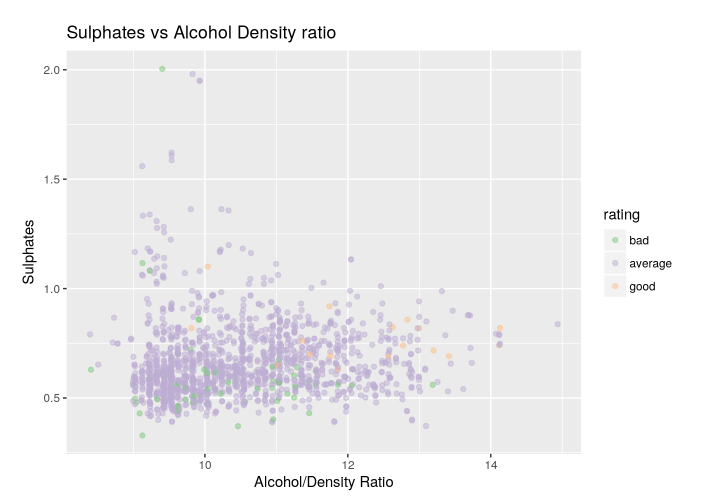 Sulphates vs Alcohol Density ratio
2.0
1.5
1.0
0.5
Sulphates
10 12 14
Alcohol/Density Ratio
rating
bad
average
good